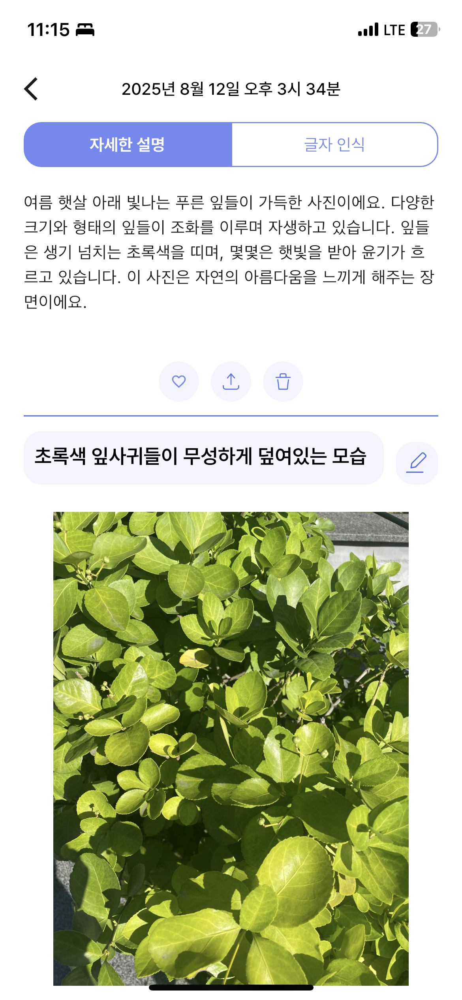 11:15
LTE 27
2025년 8월 12일 오후 3시 34분
자세한 설명
글자 인식
여름 햇살 아래 빛나는 푸른 잎들이 가득한 사진이에요. 다양한
크기와 형태의 잎들이 조화를 이루며 자생하고 있습니다. 잎들
은 생기 넘치는 초록색을 띠며, 몇몇은 햇빛을 받아 윤기가 흐
르고 있습니다. 이 사진은 자연의 아름다움을 느끼게 해주는 장
면이에요.
초록색 잎사귀들이 무성하게 덮여있는 모습